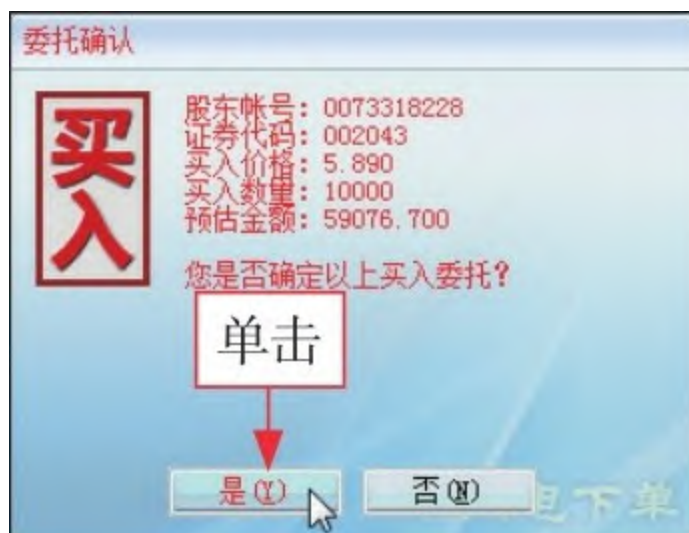 委托确认
买入
股东帐号：0073318228
证券代码：002043
买入价格：5.890
买入数量：10000
预估金额：59076.700
您是否确定以上买入委托？
单击
是(Y)
否(N)
下单